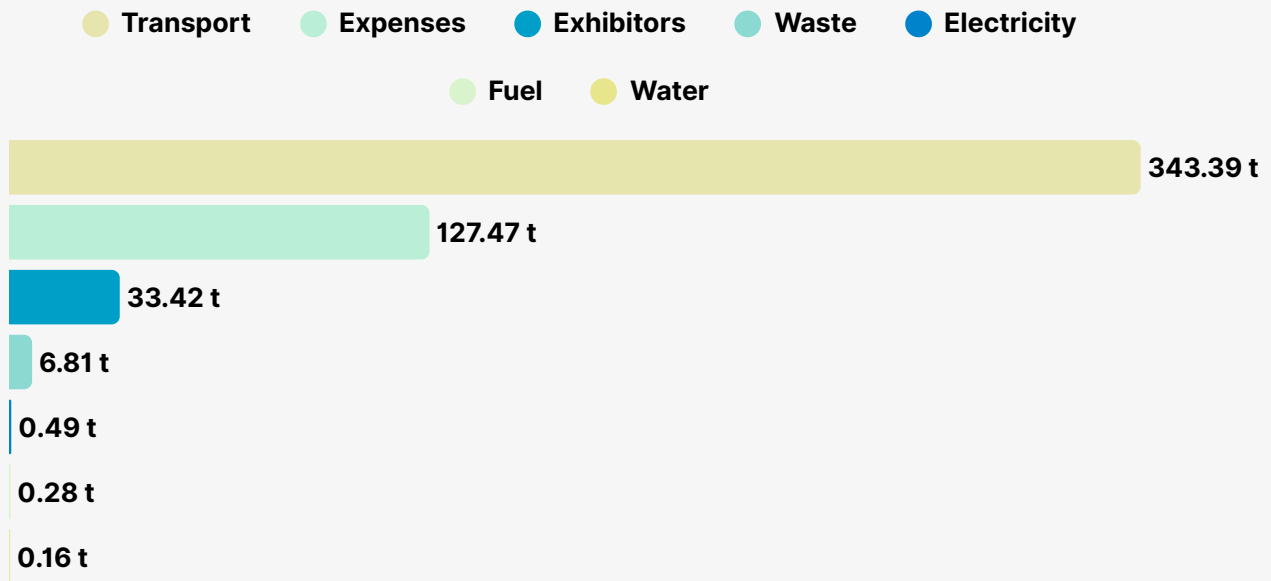 Transport Expenses Exhibitors Waste Electricity
Fuel Water
343.39 t
127.47 t
33.42 t
6.81 t
0.49 t
0.28 t
0.16 t